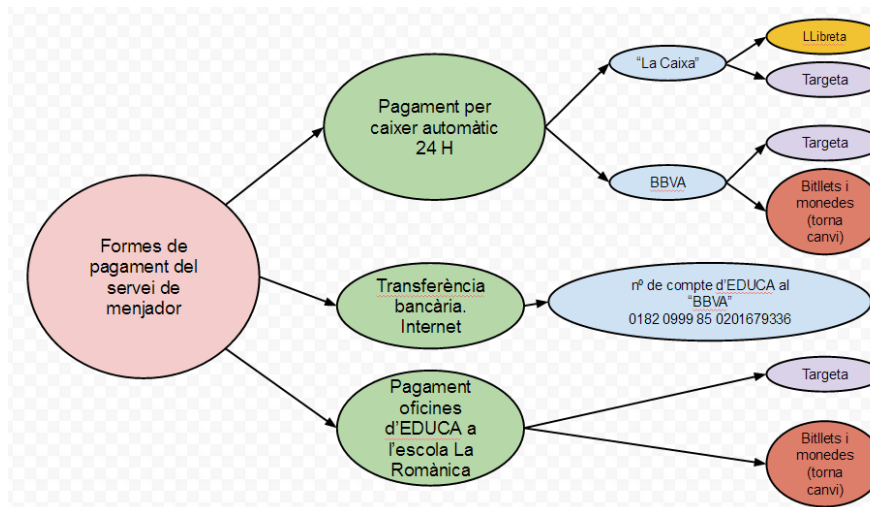 Formes de
pagament del
servei de
menjador
Pagament per
caixer automàtic
24 H
"La Caixa"
LLibreta
Targeta
BBVA
Targeta
Bitllets i
monedes
(torna
canvi)
Transferència
bancària.
Internet
nº de compte d'EDUCA al
"BBVA"
0182 0999 85 0201679336
Pagament
oficines
d'EDUCA a
l'escola La
Romànica
Targeta
Bitllets i
monedes
(torna
canvi)